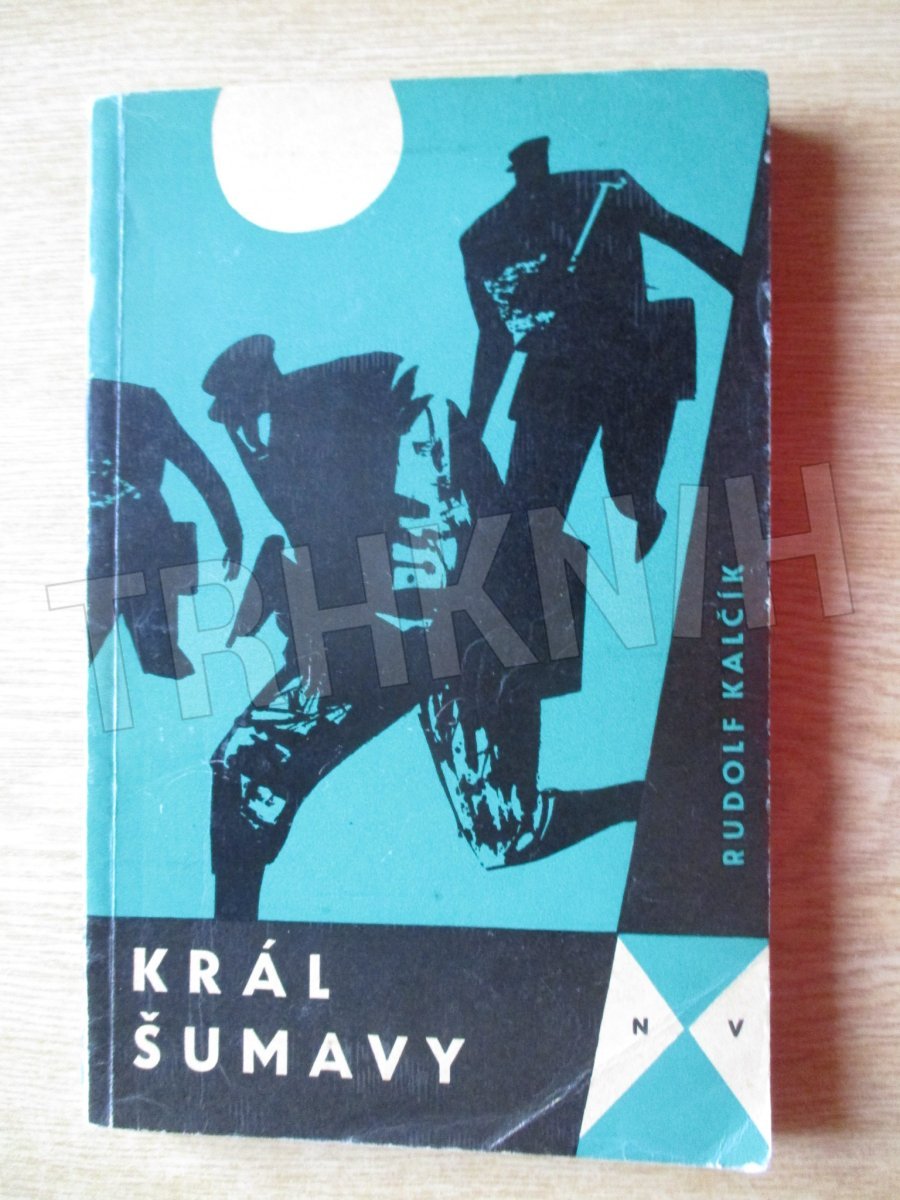 TRHKNIH
RUDOLF KALČÍK
KRÁL
ŠUMAVY
N V